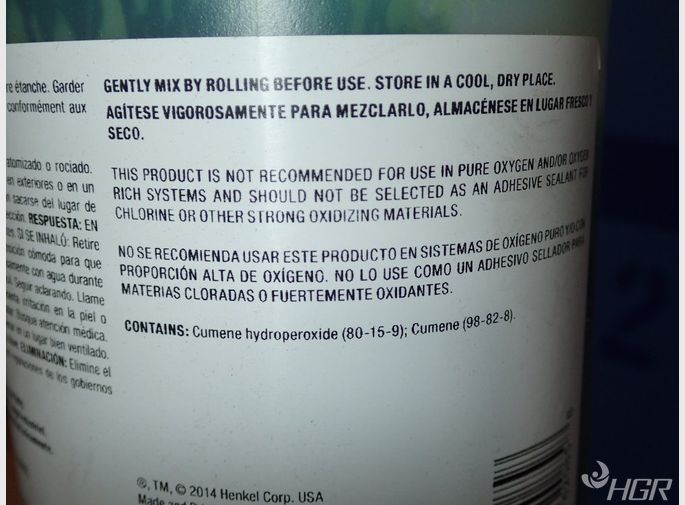 re étanche. Garder
conformément aux
atomizado o rociado.
en exteriores o en un
sacarse del lugar de
RESPUESTA: EN
SI SE INHALÓ: Retire
cómoda para que
con agua durante
Seguir aclarando. Llame
irritación en la piel o
atención médica.
en un lugar bien ventilado.
ELIMINACIÓN: Elimine el
de los gobiernos
GENTLY MIX BY ROLLING BEFORE USE. STORE IN A COOL, DRY PLACE.
AGÍTESE VIGOROSAMENTE PARA MEZCLARLO, ALMACÉNESE EN LUGAR FRESCO Y
SECO.
THIS PRODUCT IS NOT RECOMMENDED FOR USE IN PURE OXYGEN AND/OR OXYGEN
RICH SYSTEMS AND SHOULD NOT BE SELECTED AS AN ADHESIVE SEALANT FOR
CHLORINE OR OTHER STRONG OXIDIZING MATERIALS.
NO SE RECOMIENDA USAR ESTE PRODUCTO EN SISTEMAS DE OXÍGENO PURO Y/O CON
PROPORCIÓN ALTA DE OXÍGENO. NO LO USE COMO UN ADHESIVO SELLADOR PARA
MATERIAS CLORADAS O FUERTEMENTE OXIDANTES.
CONTAINS: Cumene hydroperoxide (80-15-9); Cumene (98-82-8).
®, TM, © 2014 Henkel Corp. USA
Made and
2
HGR